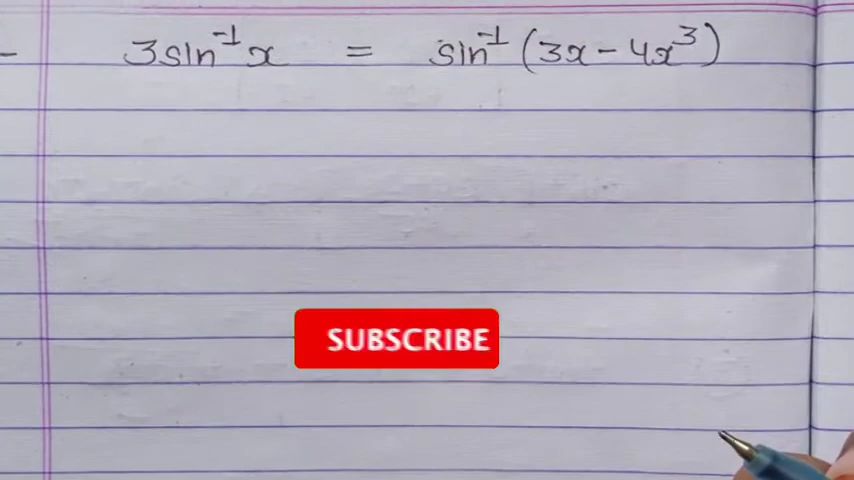 - 3sin⁻¹x = sin⁻¹(3x - 4x³)
SUBSCRIBE